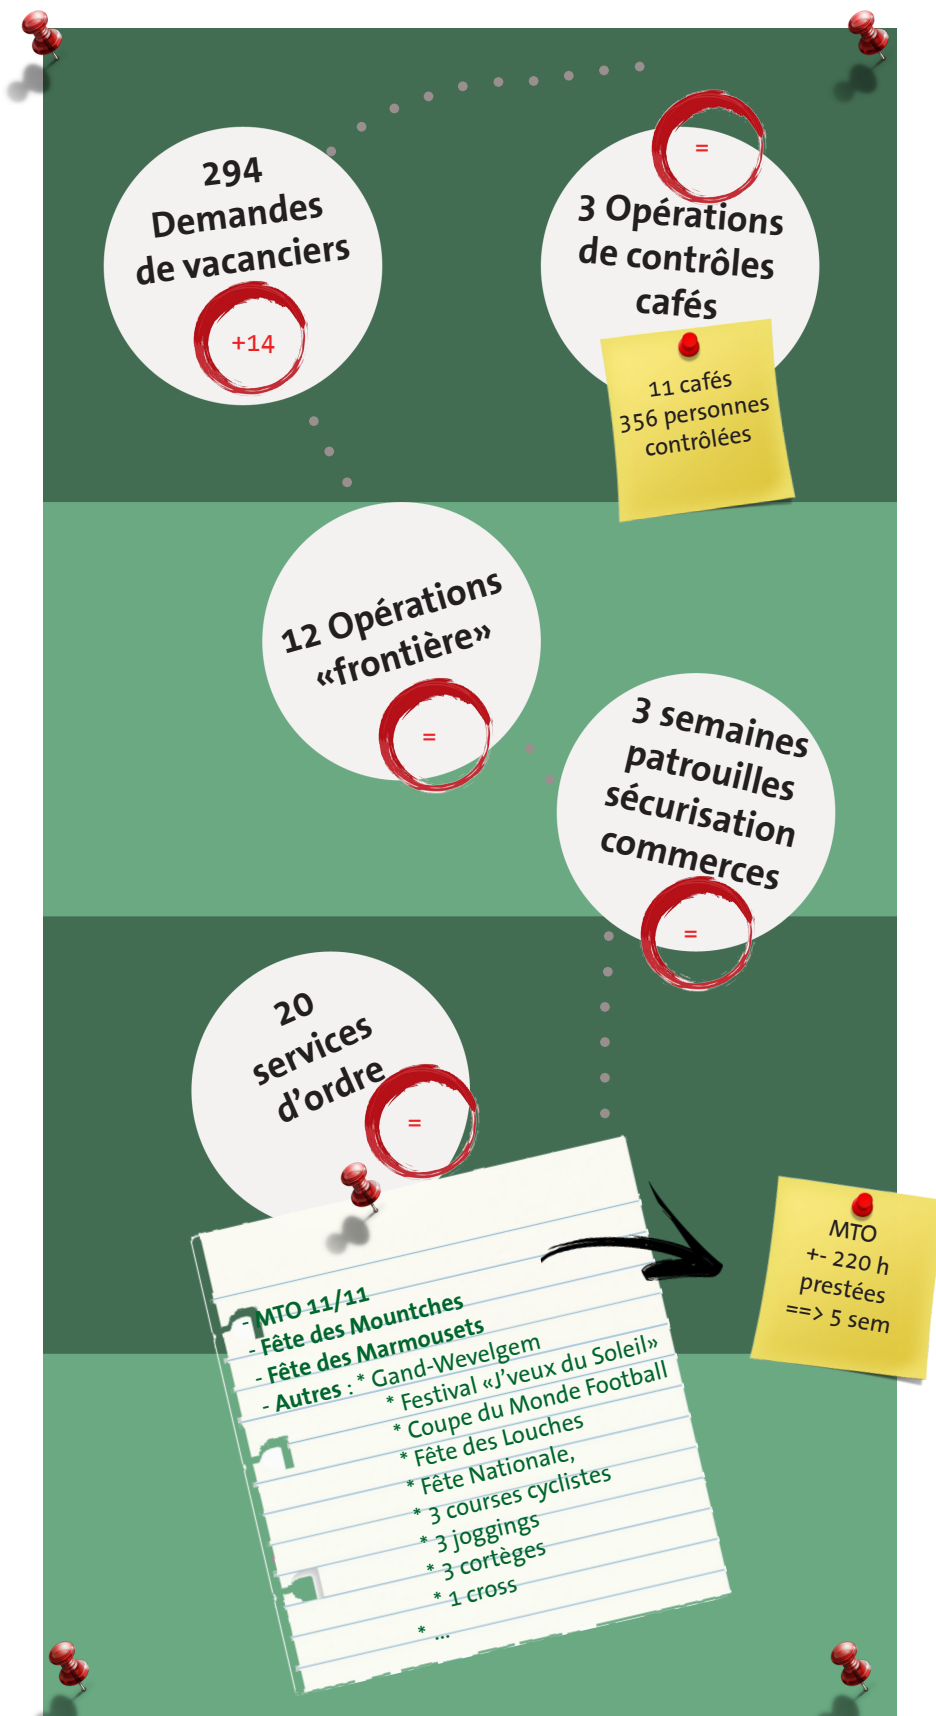 294
Demandes
de vacanciers
+14
=
3 Opérations
de contrôles
cafés
11 cafés
356 personnes
contrôlées
12 Opérations
«frontière»
=
3 semaines
patrouilles
sécurisation
commerces
=
20
services
d’ordre
=
- MTO 11/11
- Fête des Mountches
- Fête des Marmousets
- Autres : * Gand-Wevelgem
* Festival «J’veux du Soleil»
* Coupe du Monde Football
* Fête des Louches
* Fête Nationale,
* 3 courses cyclistes
* 3 joggings
* 3 cortèges
* 1 cross
* ...
MTO
+- 220 h
prestées
==> 5 sem